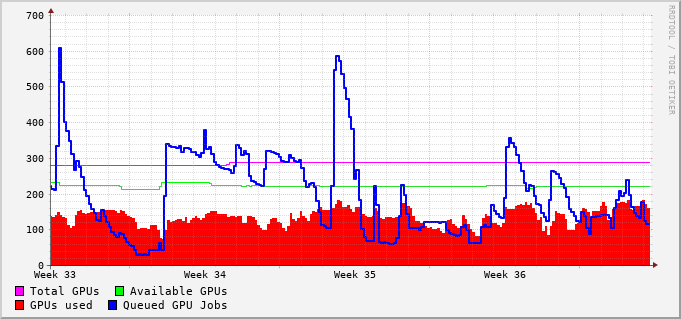 700
600
500
400
300
200
100
0
Week 33 Week 34 Week 35 Week 36
Total GPUs Available GPUs
GPUs used Queued GPU Jobs
RRDTOOL / TOBI OETIKER